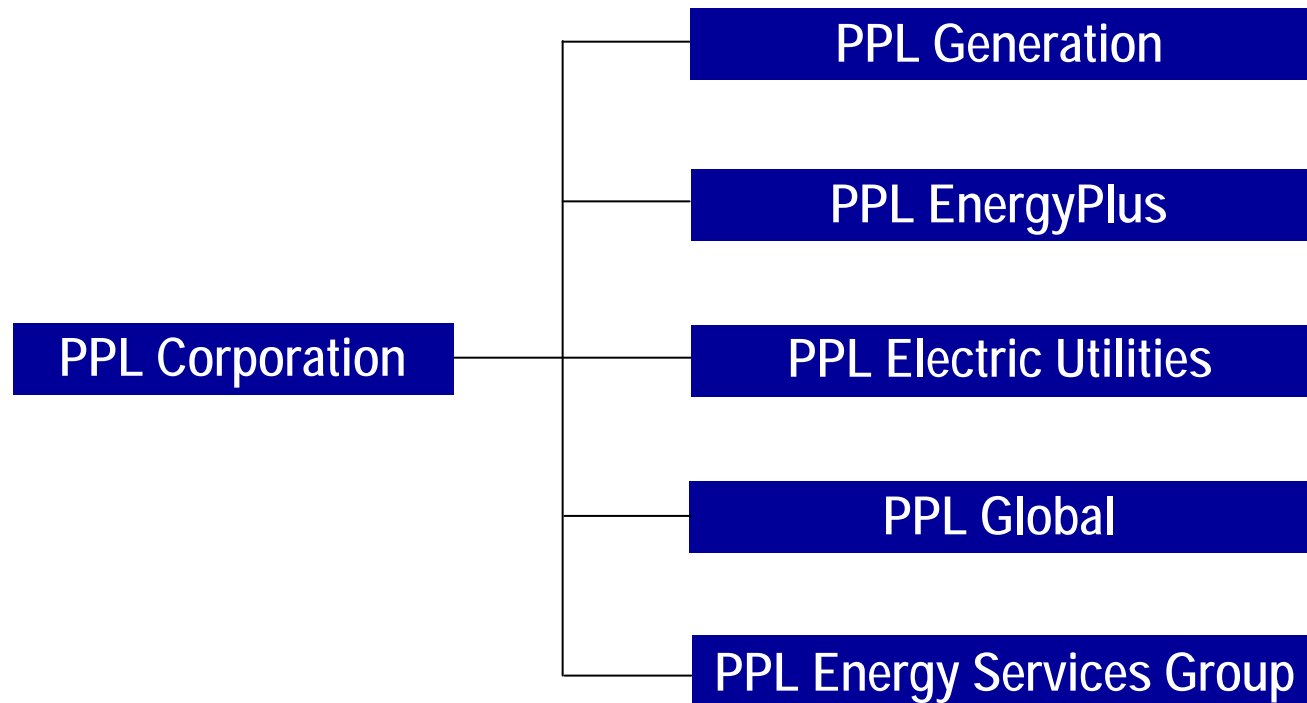 PPL Generation
PPL EnergyPlus
PPL Corporation
PPL Electric Utilities
PPL Global
PPL Energy Services Group